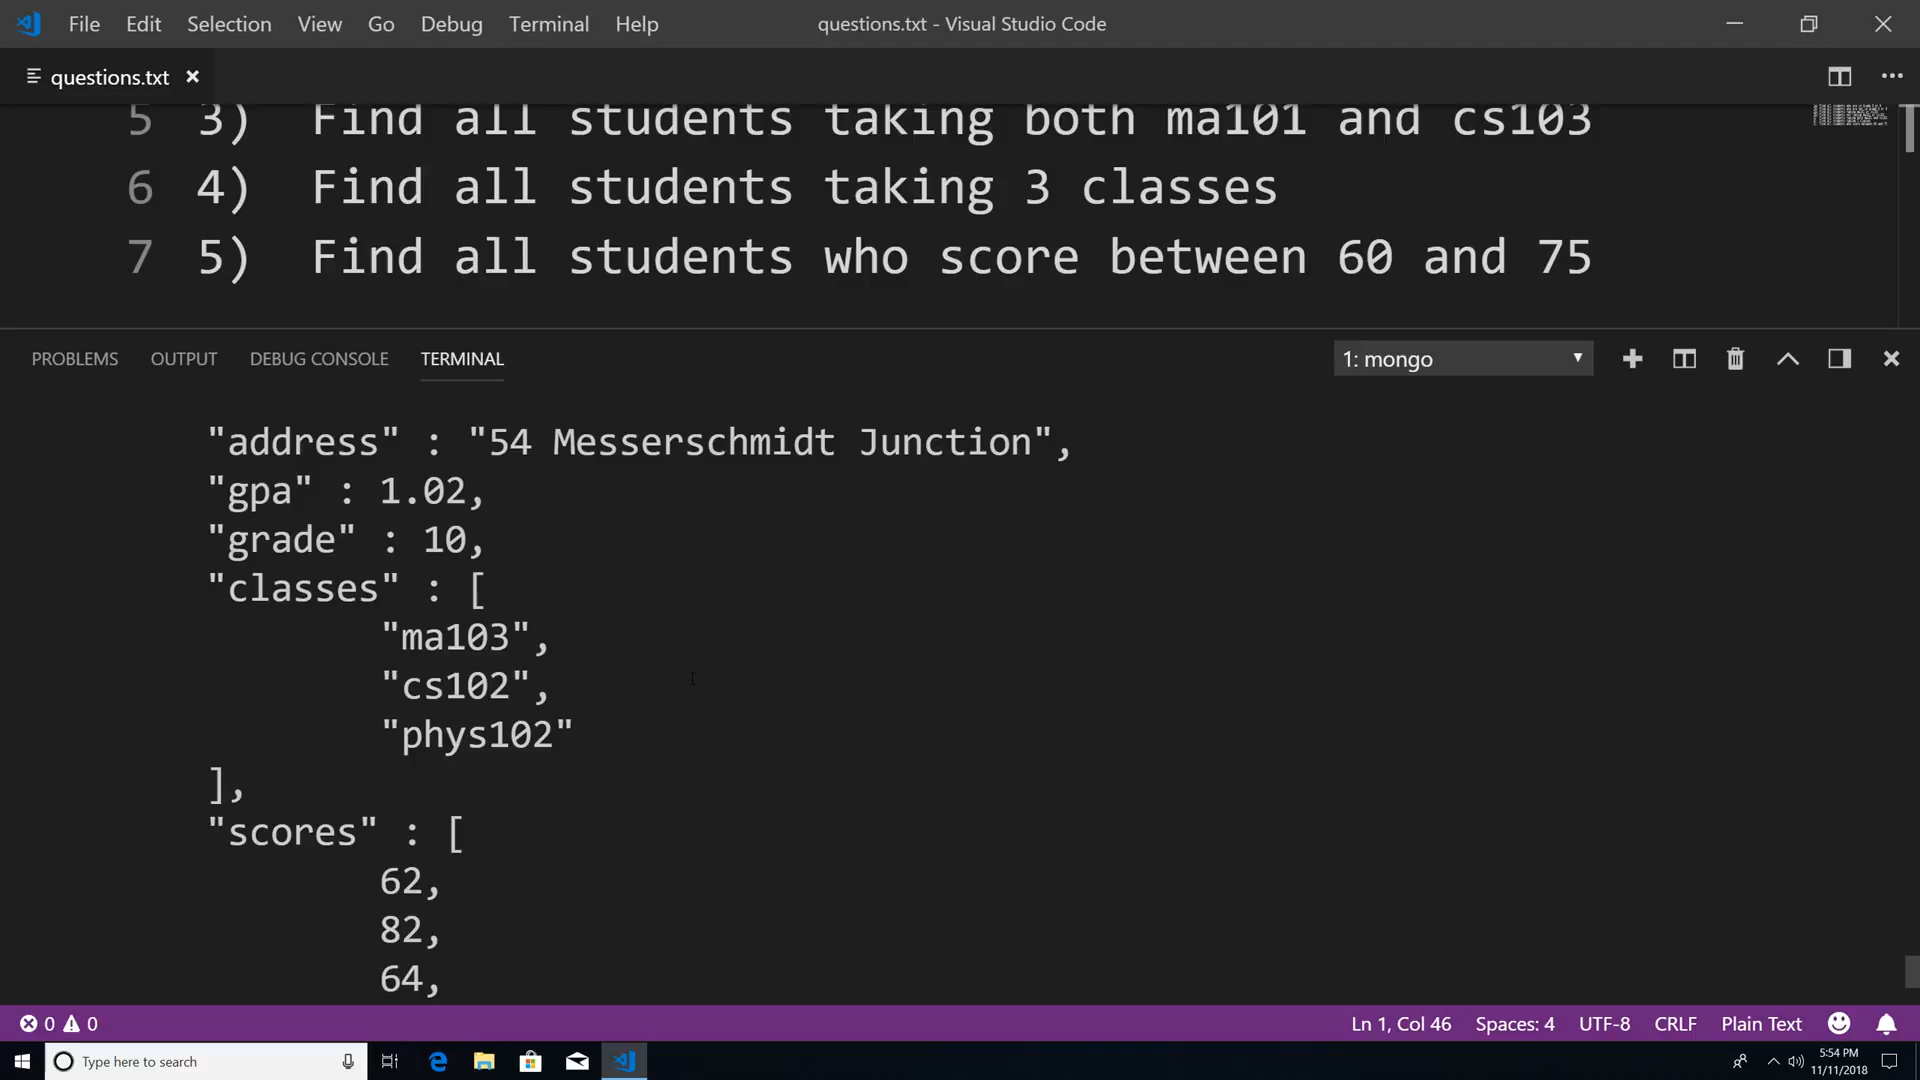 File Edit Selection View Go Debug Terminal Help questions.txt - Visual Studio Code
questions.txt
5 3) Find all students taking both ma101 and cs103
6 4) Find all students taking 3 classes
7 5) Find all students who score between 60 and 75
PROBLEMS OUTPUT DEBUG CONSOLE TERMINAL 1: mongo
"address" : "54 Messerschmidt Junction",
"gpa" : 1.02,
"grade" : 10,
"classes" : [
"ma103",
"cs102",
"phys102"
],
"scores" : [
62,
82,
64,
0 0 Ln 1, Col 46 Spaces: 4 UTF-8 CRLF Plain Text
Type here to search
5:54 PM
11/11/2018